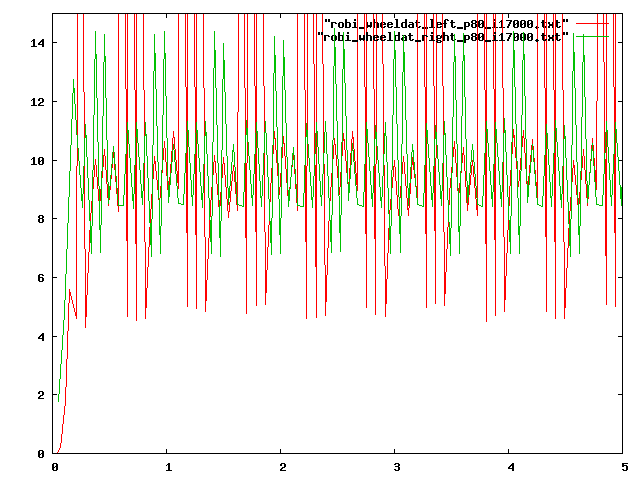 "robi_wheeldat_left_p80_i17000.txt"
"robi_wheeldat_right_p80_i17000.txt"
14
12
10
8
6
4
2
0
0 1 2 3 4 5